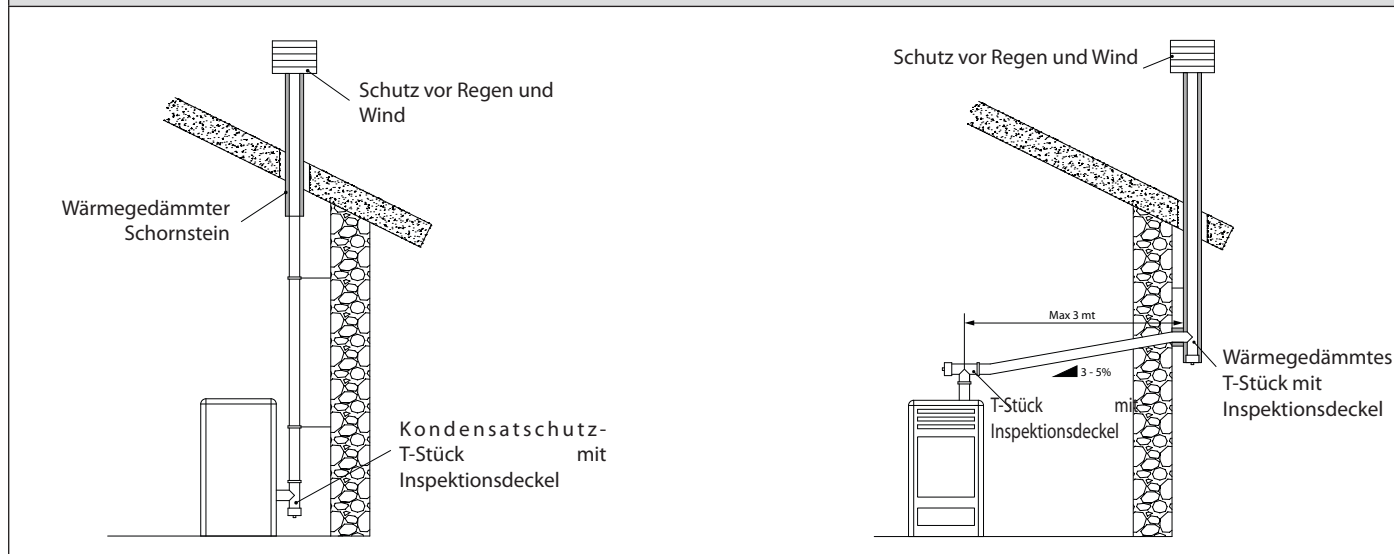 Schutz vor Regen und
Wind
Wärmegedämmter
Schornstein
Kondensatschutz-
T-Stück mit
Inspektionsdeckel
Schutz vor Regen und Wind
Max 3 mt
3 - 5%
T-Stück mit
Inspektionsdeckel
Wärmegedämmtes
T-Stück mit
Inspektionsdeckel